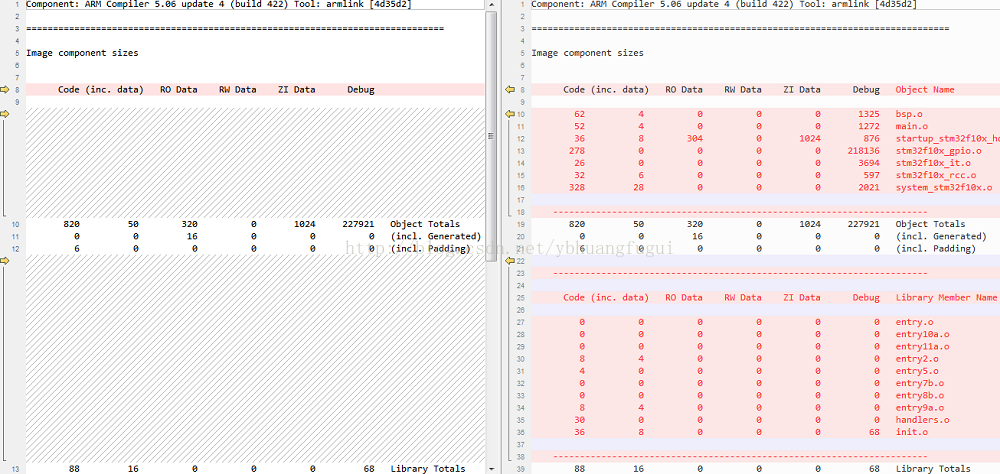 1 Component: ARM Compiler 5.06 update 4 (build 422) Tool: armlink [4d35d2]
2
3 ================================================================================
4
5 Image component sizes
6
7
8 Code (inc. data) RO Data RW Data ZI Data Debug
9
10 820 50 320 0 1024 227921 Object Totals
11 0 0 16 0 0 0 (incl. Generated)
12 6 0 0 0 0 0 (incl. Padding)
13 88 16 0 0 0 68 Library Totals
1 Component: ARM Compiler 5.06 update 4 (build 422) Tool: armlink [4d35d2]
2
3 ================================================================================
4
5 Image component sizes
6
7
8 Code (inc. data) RO Data RW Data ZI Data Debug Object Name
9
10 62 4 0 0 0 1325 bsp.o
11 52 4 0 0 0 1272 main.o
12 36 8 304 0 1024 876 startup_stm32f10x_hd
13 278 0 0 0 0 218136 stm32f10x_gpio.o
14 26 0 0 0 0 3694 stm32f10x_it.o
15 32 6 0 0 0 597 stm32f10x_rcc.o
16 328 28 0 0 0 2021 system_stm32f10x.o
17
18 ----------------------------------------------------------------------
19 820 50 320 0 1024 227921 Object Totals
20 0 0 16 0 0 0 (incl. Generated)
21 6 0 0 0 0 0 (incl. Padding)
22
23 ----------------------------------------------------------------------
24
25 Code (inc. data) RO Data RW Data ZI Data Debug Library Member Name
26
27 0 0 0 0 0 0 entry.o
28 0 0 0 0 0 0 entry10a.o
29 0 0 0 0 0 0 entry11a.o
30 8 4 0 0 0 0 entry2.o
31 4 0 0 0 0 0 entry5.o
32 0 0 0 0 0 0 entry7b.o
33 0 0 0 0 0 0 entry8b.o
34 8 4 0 0 0 0 entry9a.o
35 30 0 0 0 0 0 handlers.o
36 36 8 0 0 0 68 init.o
37
38 ----------------------------------------------------------------------
39 88 16 0 0 0 68 Library Totals
http://blog.csdn.net/ybhuangfugui